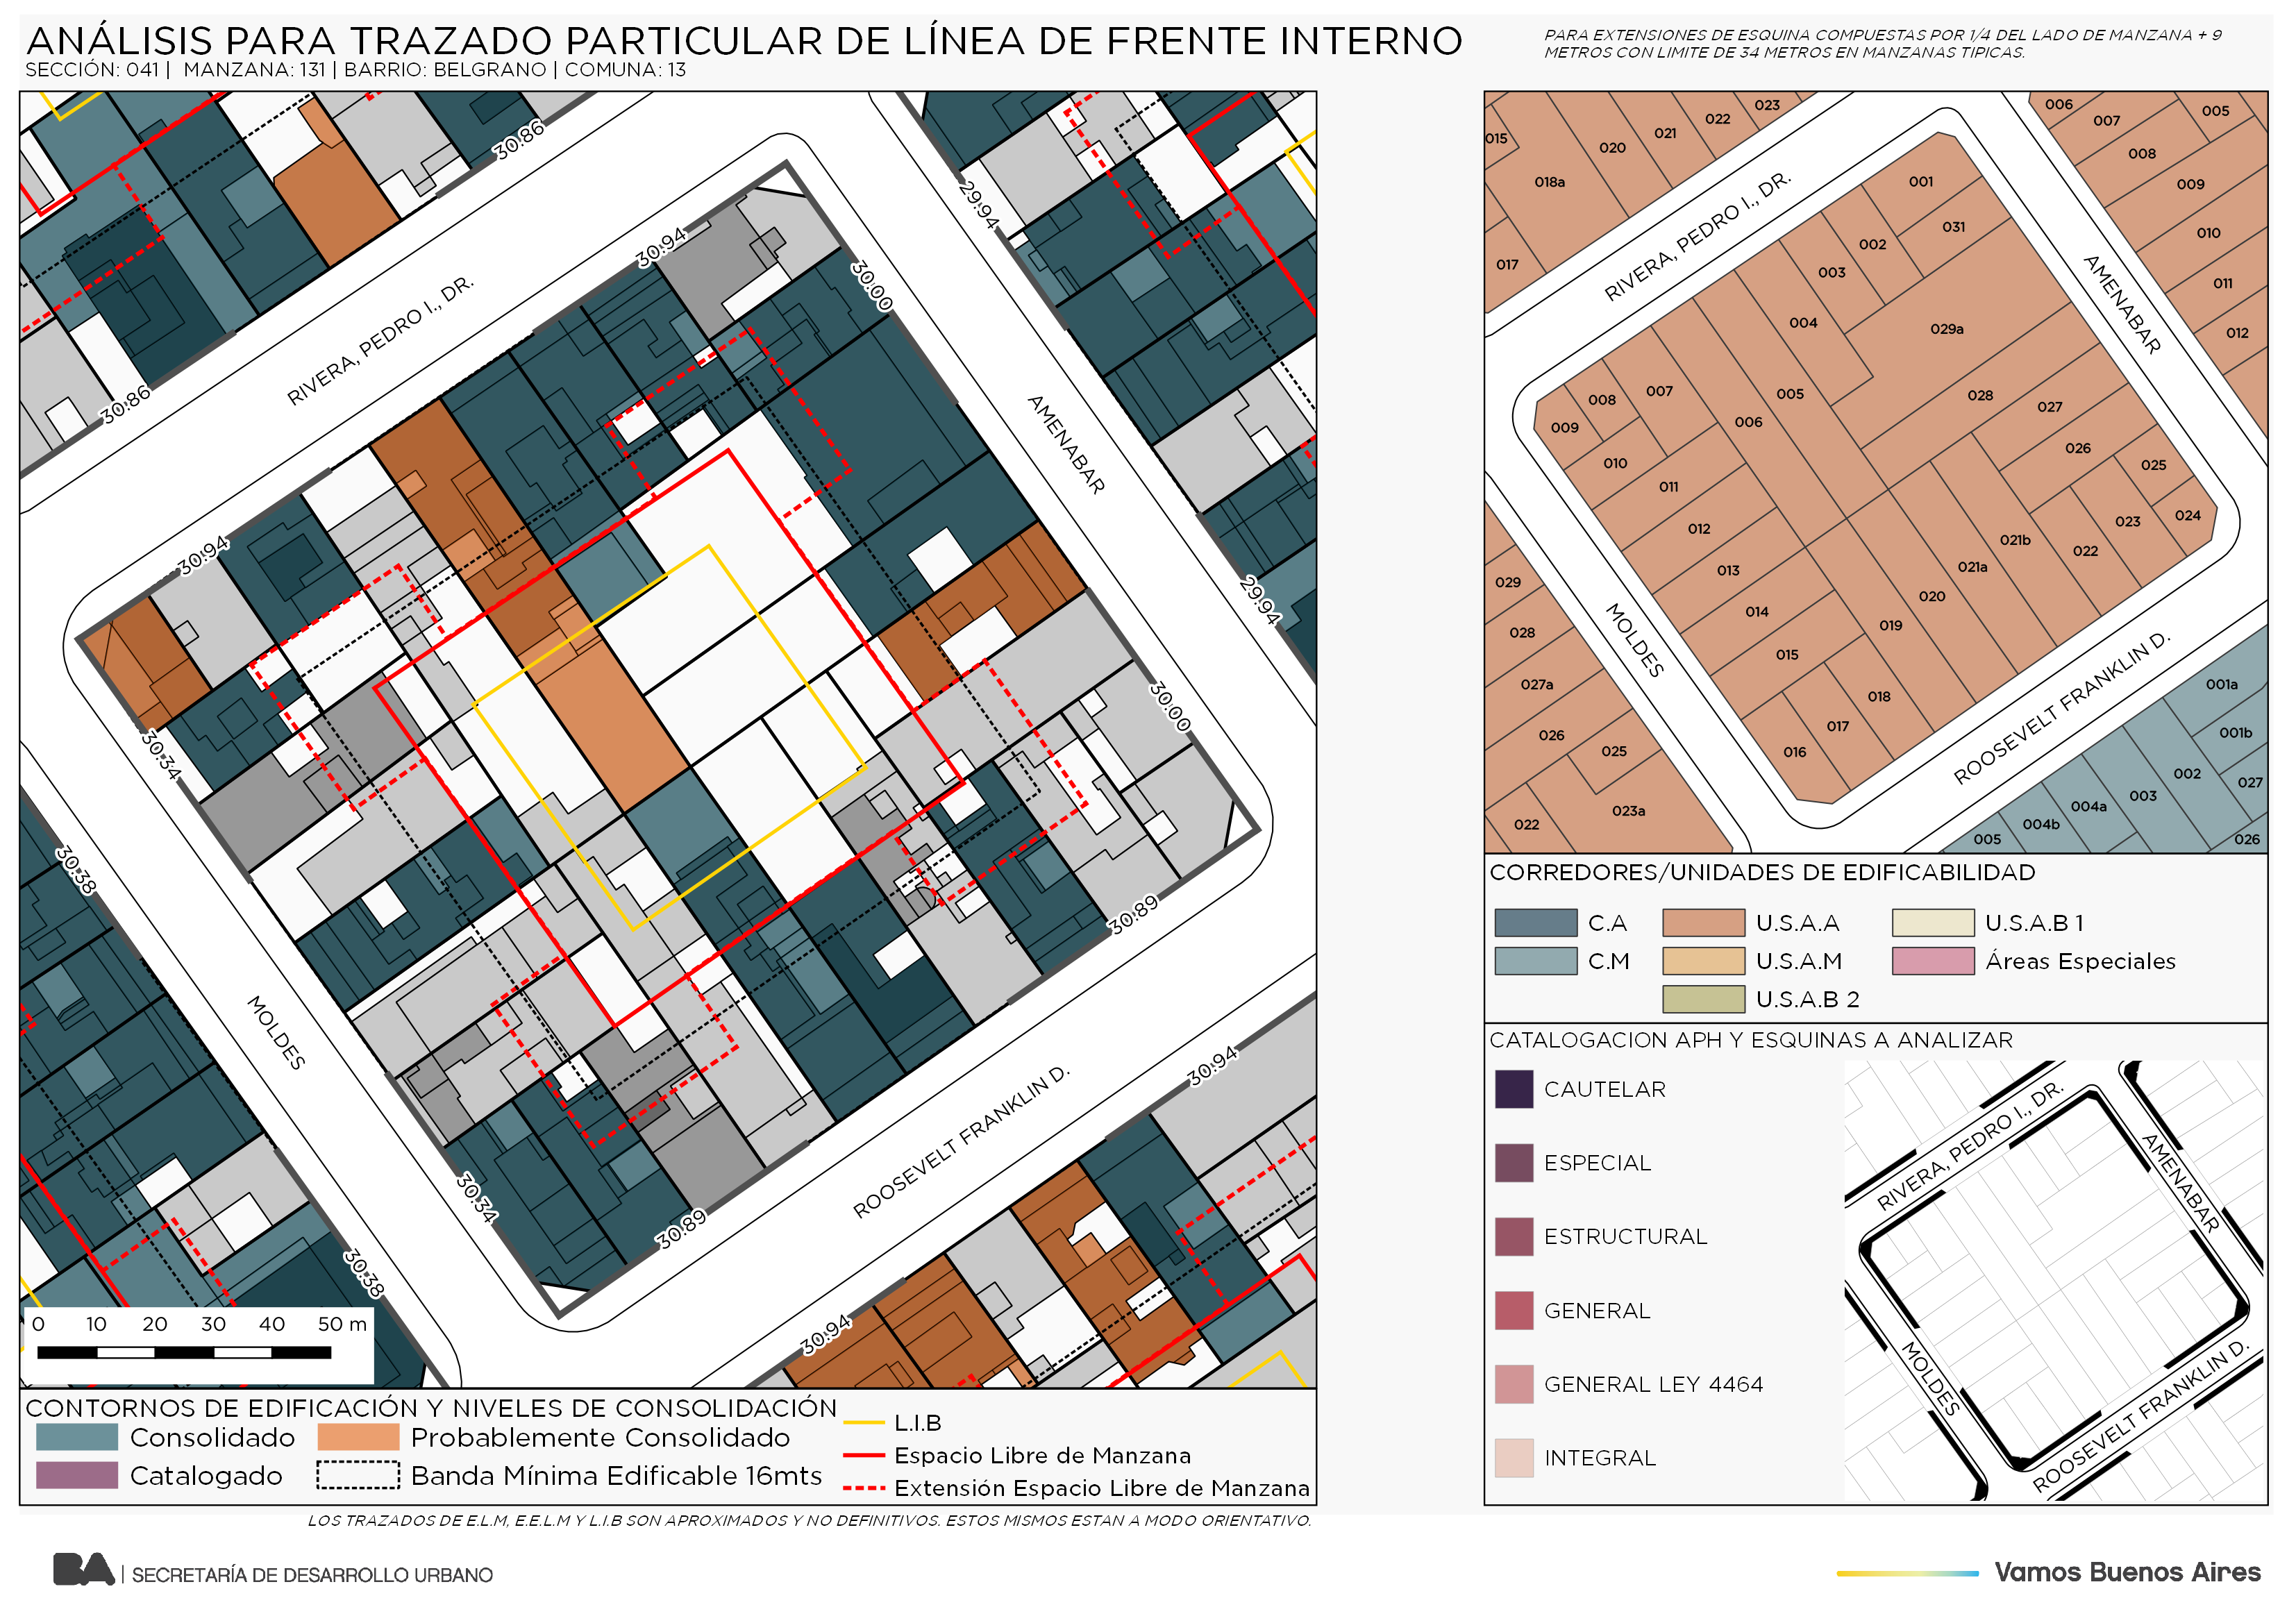 ANÁLISIS PARA TRAZADO PARTICULAR DE LÍNEA DE FRENTE INTERNO
SECCIÓN: 041 | MANZANA: 131 | BARRIO: BELGRANO | COMUNA: 13
PARA EXTENSIONES DE ESQUINA COMPUESTAS POR 1/4 DEL LADO DE MANZANA + 9
METROS CON LIMITE DE 34 METROS EN MANZANAS TIPICAS.
30.86
30.86
RIVERA, PEDRO I., DR.
30.94
30.94
29.94
30.00
AMENABAR
29.94
30.00
30.34
30.38
MOLDES
30.34
30.38
30.89
30.89
ROOSEVELT FRANKLIN D.
30.94
30.94
0 10 20 30 40 50 m
CONTORNOS DE EDIFICACIÓN Y NIVELES DE CONSOLIDACIÓN
Consolidado
Probablemente Consolidado
Catalogado
Banda Mínima Edificable 16mts
L.I.B
Espacio Libre de Manzana
Extensión Espacio Libre de Manzana
LOS TRAZADOS DE E.L.M, E.E.L.M Y L.I.B SON APROXIMADOS Y NO DEFINITIVOS. ESTOS MISMOS ESTAN A MODO ORIENTATIVO.
015
018a
020
021
022
023
017
RIVERA, PEDRO I., DR.
006
007
005
008
009
010
011
012
AMENABAR
001
031
002
003
004
029a
005
028
006
007
008
009
010
027
026
025
011
012
024
023
021b
022
013
021a
014
020
019
015
018
017
016
MOLDES
029
028
027a
026
025
023a
022
ROOSEVELT FRANKLIN D.
001a
001b
002
027
003
004a
004b
005
026
CORREDORES/UNIDADES DE EDIFICABILIDAD
C.A
U.S.A.A
U.S.A.B 1
C.M
U.S.A.M
Áreas Especiales
U.S.A.B 2
CATALOGACION APH Y ESQUINAS A ANALIZAR
CAUTELAR
ESPECIAL
ESTRUCTURAL
GENERAL
GENERAL LEY 4464
INTEGRAL
RIVERA, PEDRO I., DR.
AMENABAR
MOLDES
ROOSEVELT FRANKLIN D.
BA | SECRETARÍA DE DESARROLLO URBANO
Vamos Buenos Aires